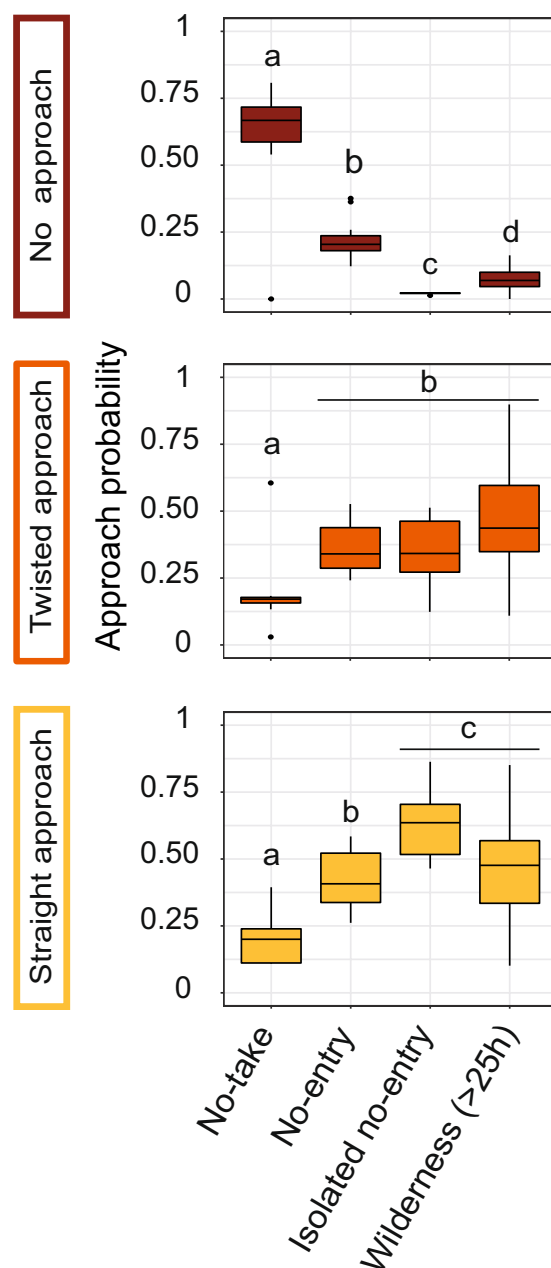 No approach
1
0.75
0.50
0.25
0
a
b
c
d
Approach probability
Twisted approach
1
0.75
0.50
0.25
0
a
b
Straight approach
1
0.75
0.50
0.25
0
a
b
c
No-take
No-entry
Isolated no-entry
Wilderness (>25h)